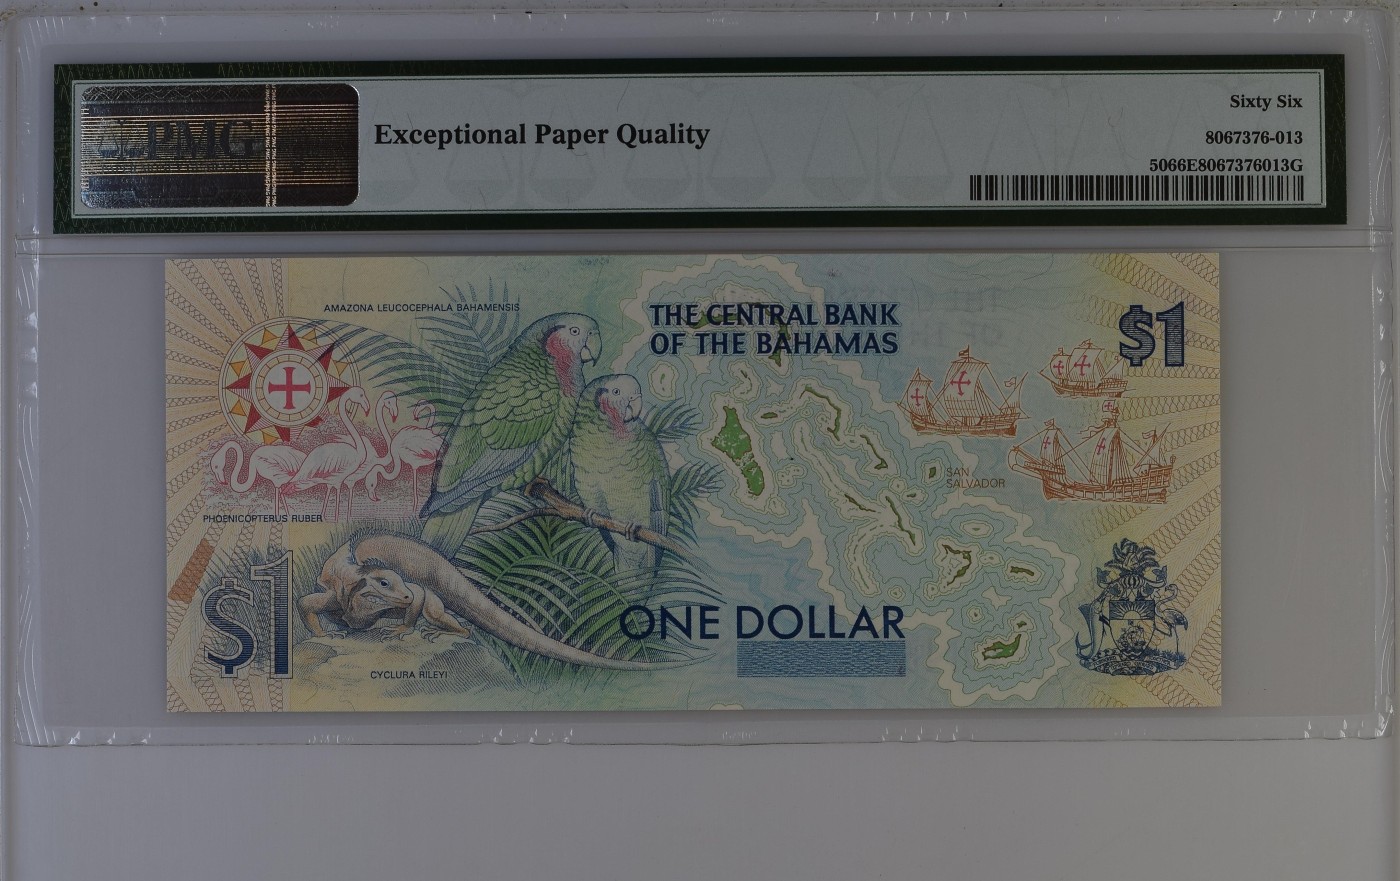 PMG
Exceptional Paper Quality
Sixty Six
8067376-013
5066E8067376013G
AMAZONA LEUCOCEPHALA BAHAMENSIS
THE CENTRAL BANK
OF THE BAHAMAS
$1
SAN
SALVADOR
PHOENICOPTERUS RUBER
$1
ONE DOLLAR
CYCLURA RILEYI